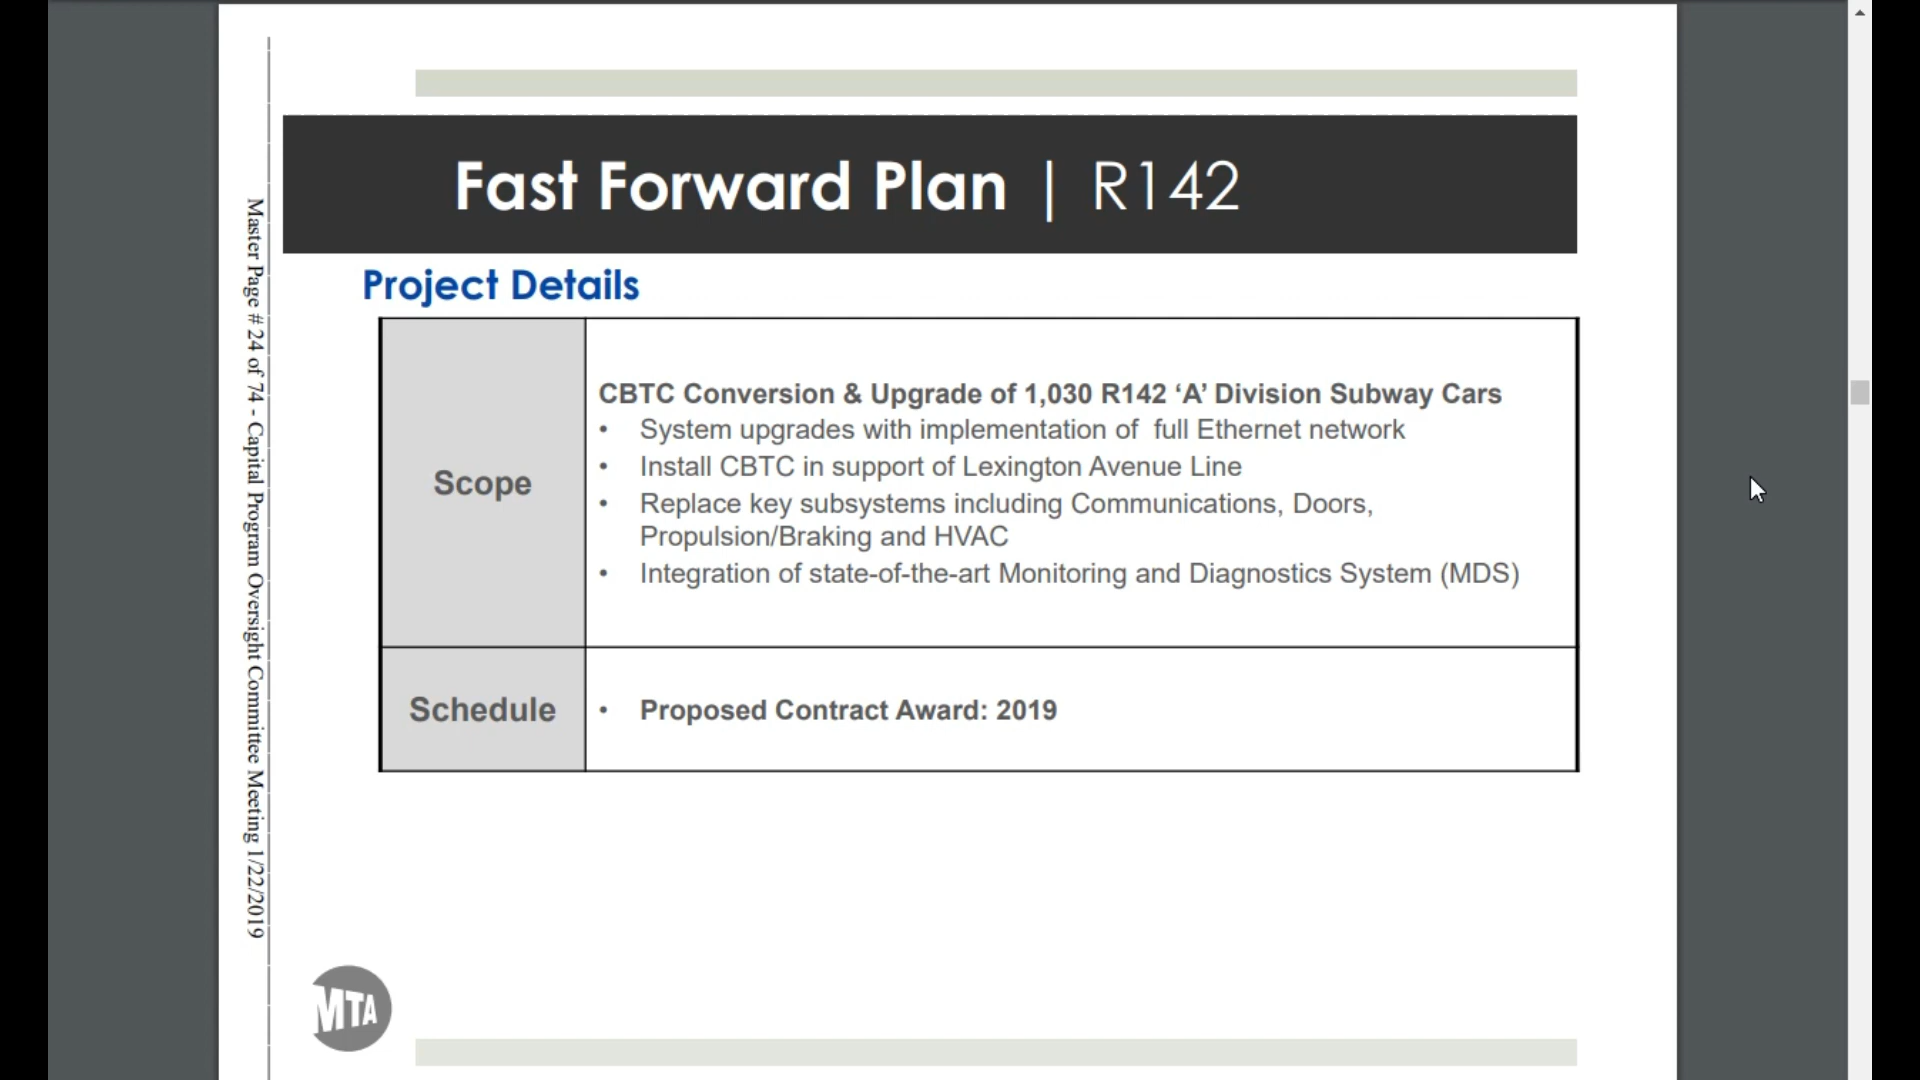 Fast Forward Plan | R142
Project Details
Scope
CBTC Conversion & Upgrade of 1,030 R142 ‘A’ Division Subway Cars
• System upgrades with implementation of  full Ethernet network
• Install CBTC in support of Lexington Avenue Line
• Replace key subsystems including Communications, Doors,
Propulsion/Braking and HVAC
• Integration of state-of-the-art Monitoring and Diagnostics System (MDS)
Schedule
• Proposed Contract Award: 2019
Master Page # 24 of 74 - Capital Program Oversight Committee Meeting 1/22/2019
MTA